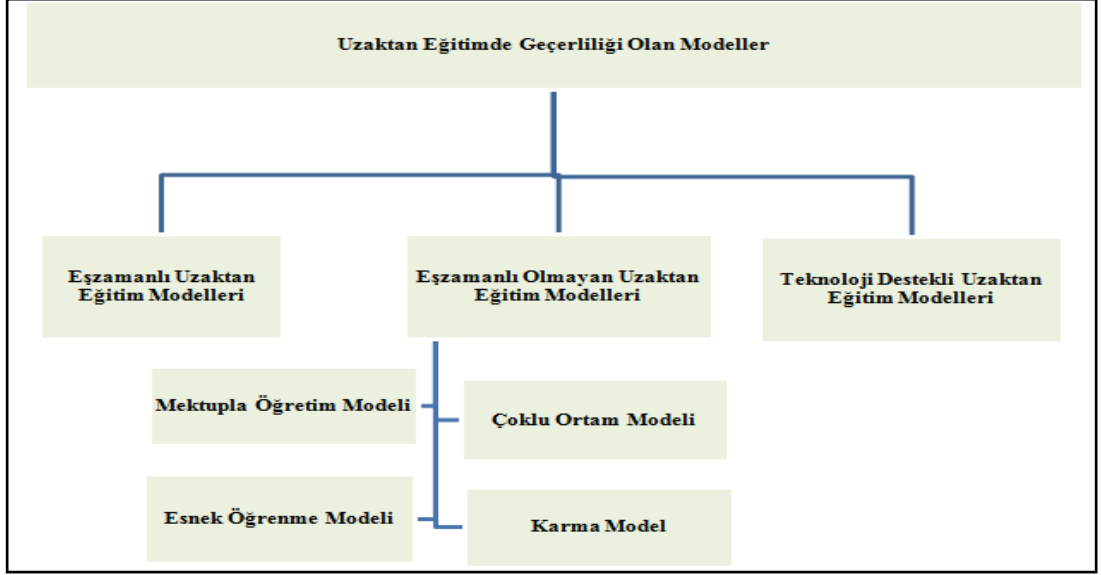 Uzaktan Eğitimde Geçerliliği Olan Modeller
Eşzamanlı Uzaktan
Eğitim Modelleri
Eşzamanlı Olmayan Uzaktan
Eğitim Modelleri
Teknoloji Destekli Uzaktan
Eğitim Modelleri
Mektupla Öğretim Modeli
Çoklu Ortam Modeli
Esnek Öğrenme Modeli
Karma Model